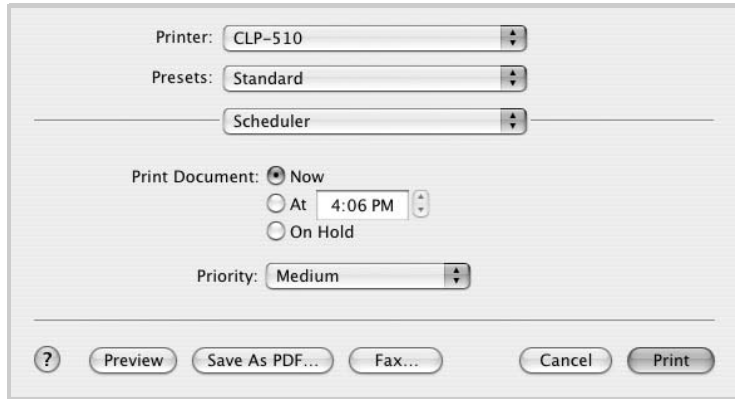 Printer: CLP-510
Presets: Standard
Scheduler
Print Document: Now
At 4:06 PM
On Hold
Priority: Medium
? Preview Save As PDF... Fax... Cancel Print